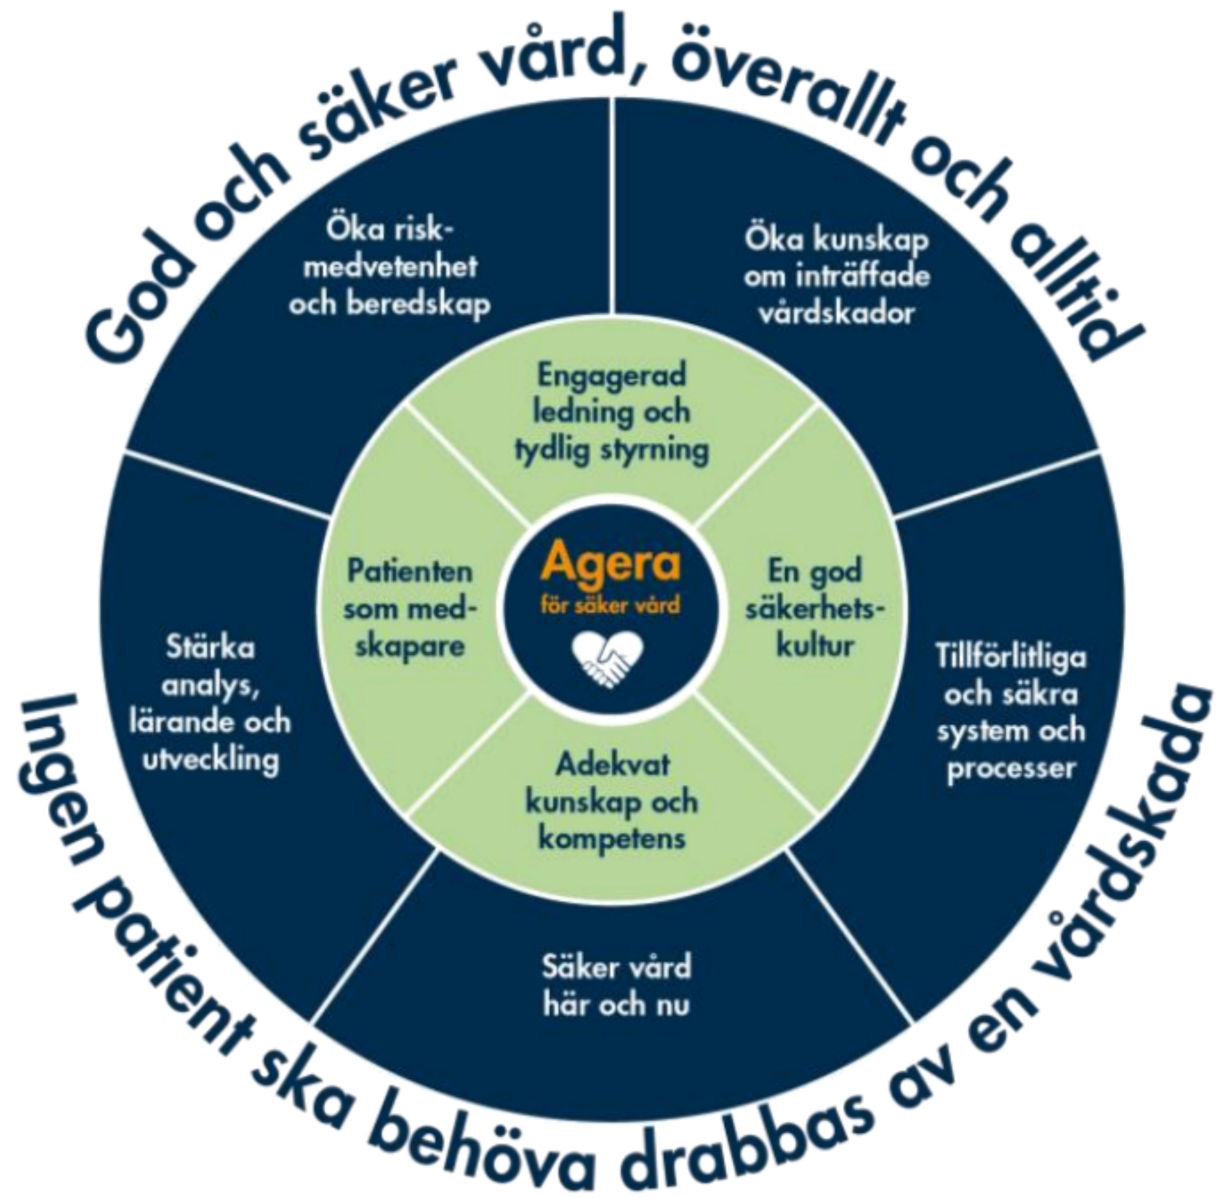 God och säker vård, överallt och alltid
Öka risk-
medvetenhet
och beredskap
Öka kunskap
om inträffade
vårdskador
Engagerad
ledning och
tydlig styrning
Patienten
som med-
skapare
Agera
för säker vård
En god
säkerhets-
kultur
Stärka
analys,
lärande och
utveckling
Tillförlitliga
och säkra
system och
processer
Adekvat
kunskap och
kompetens
Säker vård
här och nu
Ingen patient ska behöva drabbas av en vårdskada